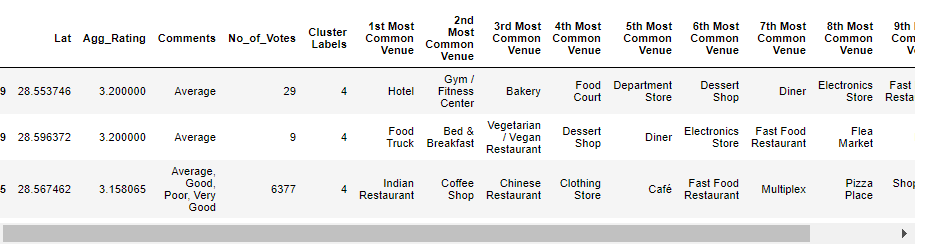 Lat Agg_Rating Comments No_of_Votes Cluster Labels 1st Most Common Venue 2nd Most Common Venue 3rd Most Common Venue 4th Most Common Venue 5th Most Common Venue 6th Most Common Venue 7th Most Common Venue 8th Most Common Venue 9th
9 28.553746 3.200000 Average 29 4 Hotel Gym / Fitness Center Bakery Food Court Department Store Dessert Shop Diner Electronics Store Fast
9 28.596372 3.200000 Average 9 4 Food Truck Bed & Breakfast Vegetarian / Vegan Restaurant Dessert Shop Diner Electronics Store Fast Food Restaurant Flea Market
5 28.567462 3.158065 Average, Good, Poor, Very Good 6377 4 Indian Restaurant Coffee Shop Chinese Restaurant Clothing Store Café Fast Food Restaurant Multiplex Pizza Place